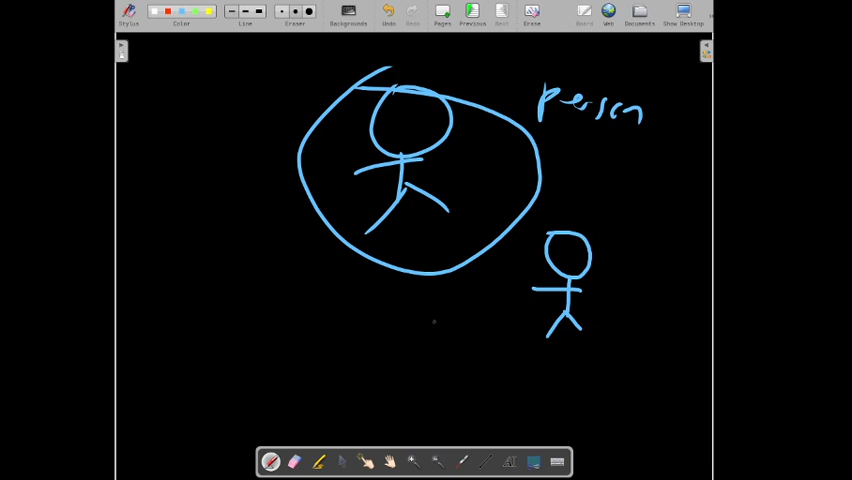 Stylus
Color
Line
Eraser
Backgrounds
Undo
Redo
Pages
Previous
Next
Erase
Board
Web
Documents
Show Desktop
person